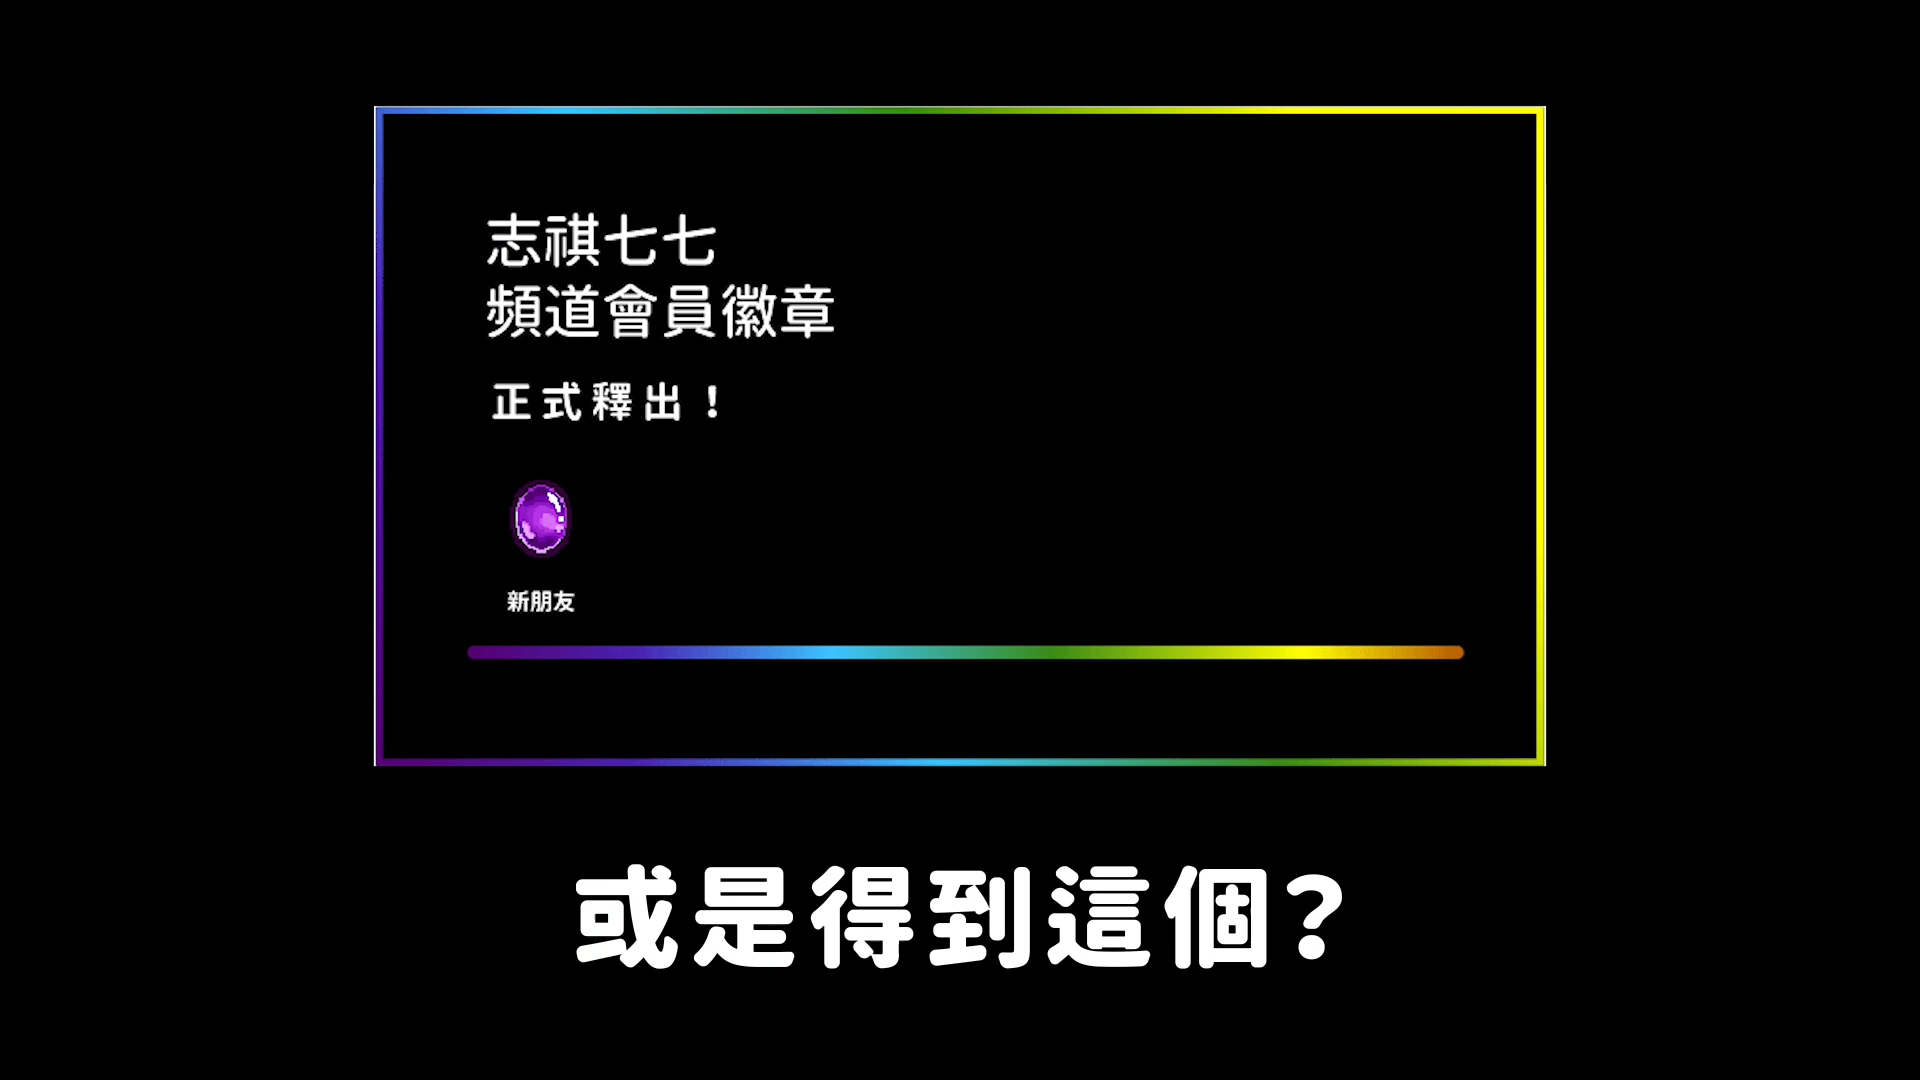 志祺七七
頻道會員徽章
正式釋出！
新朋友
或是得到這個？